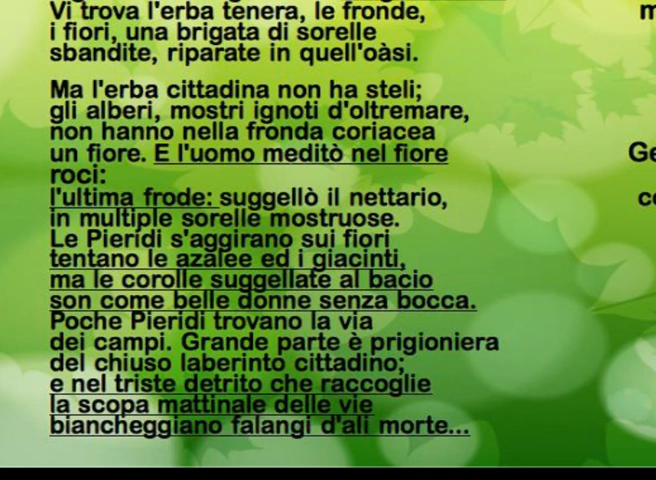 Vi trova l'erba tenera, le fronde,
i fiori, una brigata di sorelle
sbandite, riparate in quell'oàsi.
Ma l'erba cittadina non ha steli;
gli alberi, mostri ignoti d'oltremare,
non hanno nella fronda coriacea
un fiore. E l'uomo meditò nel fiore
roci:
l'ultima frode: suggellò il nettario,
in multiple sorelle mostruose.
Le Pieridi s'aggirano sui fiori
tentano le azalee ed i giacinti,
ma le corolle suggellate al bacio
son come belle donne senza bocca.
Poche Pieridi trovano la via
dei campi. Grande parte è prigioniera
del chiuso laberinto cittadino;
e nel triste detrito che raccoglie
la scopa mattinale delle vie
biancheggiano falangi d'ali morte...
m
Ge